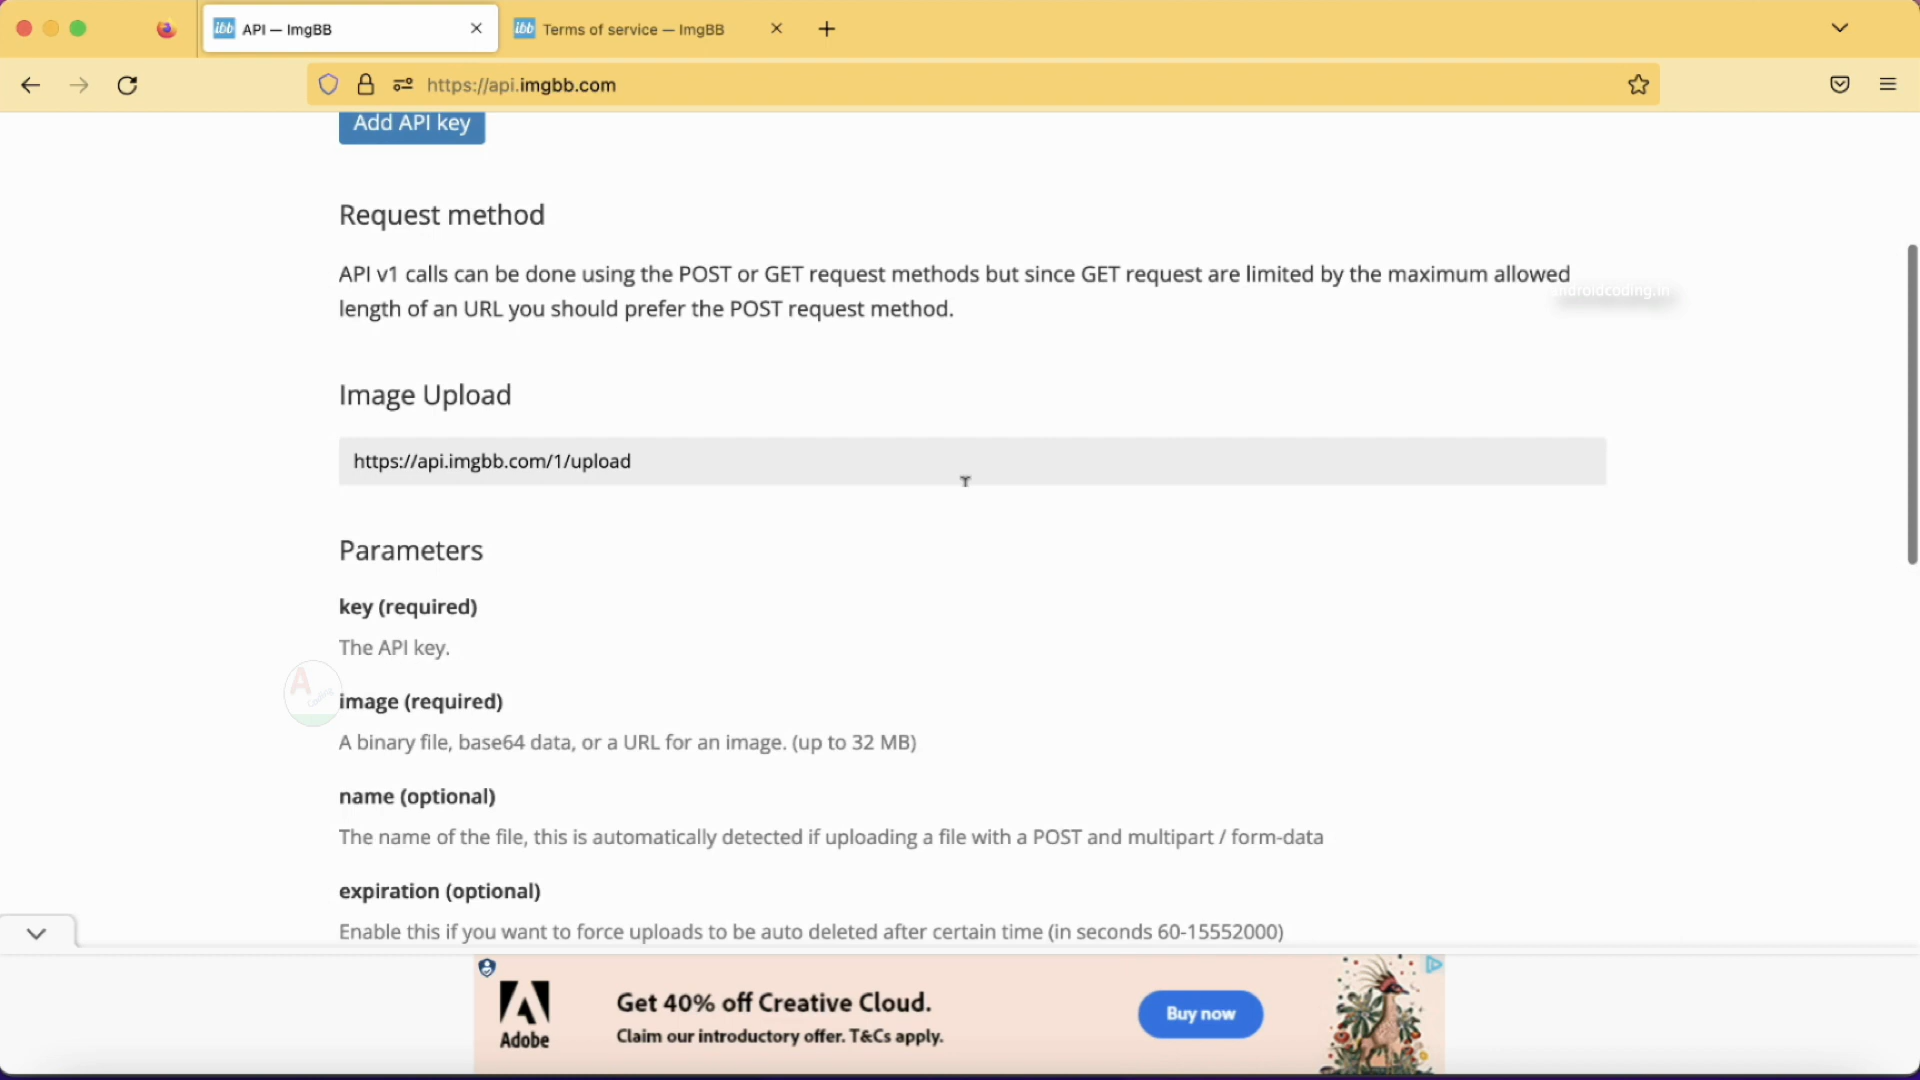 ibb API — ImgBB
ibb Terms of service — ImgBB
https://api.imgbb.com
Add API key
Request method
API v1 calls can be done using the POST or GET request methods but since GET request are limited by the maximum allowed
length of an URL you should prefer the POST request method.
androidcoding.in
Image Upload
https://api.imgbb.com/1/upload
Parameters
key (required)
The API key.
A Coding
image (required)
A binary file, base64 data, or a URL for an image. (up to 32 MB)
name (optional)
The name of the file, this is automatically detected if uploading a file with a POST and multipart / form-data
expiration (optional)
Enable this if you want to force uploads to be auto deleted after certain time (in seconds 60-15552000)
Adobe
Get 40% off Creative Cloud.
Claim our introductory offer. T&Cs apply.
Buy now